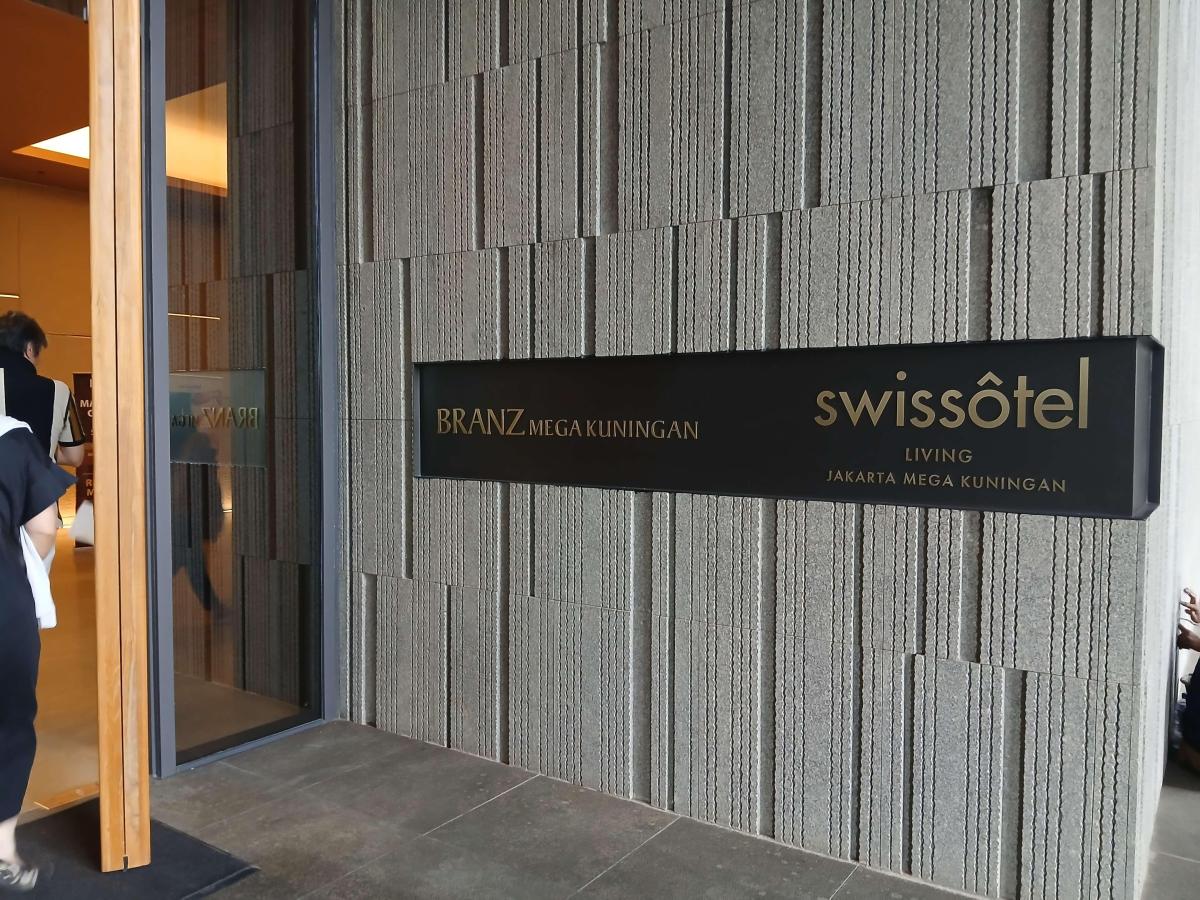 BRANZ MEGA KUNINGAN
swissôtel
LIVING
JAKARTA MEGA KUNINGAN